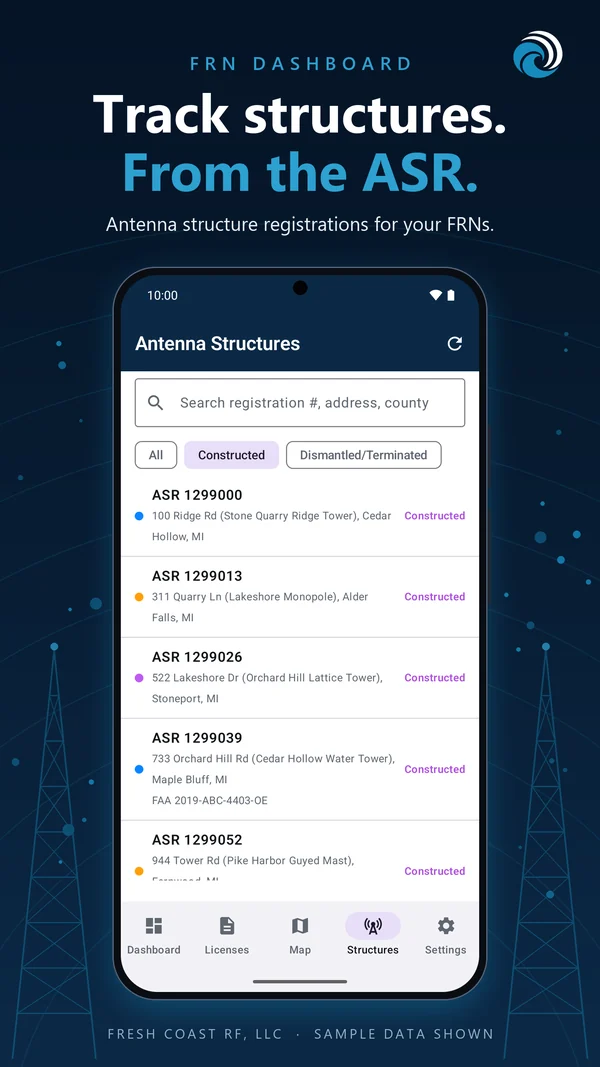 FRN DASHBOARD
Track structures.
From the ASR.
Antenna structure registrations for your FRNs.
10:00
Antenna Structures
Search registration #, address, county
All
Constructed
Dismantled/Terminated
ASR 1299000
100 Ridge Rd (Stone Quarry Ridge Tower), Cedar
Hollow, MI
Constructed
ASR 1299013
311 Quarry Ln (Lakeshore Monopole), Alder
Falls, MI
Constructed
ASR 1299026
522 Lakeshore Dr (Orchard Hill Lattice Tower),
Stoneport, MI
Constructed
ASR 1299039
733 Orchard Hill Rd (Cedar Hollow Water Tower),
Maple Bluff, MI
FAA 2019-ABC-4403-OE
Constructed
ASR 1299052
944 Tower Rd (Pike Harbor Guyed Mast),
Constructed
Dashboard
Licenses
Map
Structures
Settings
FRESH COAST RF, LLC · SAMPLE DATA SHOWN